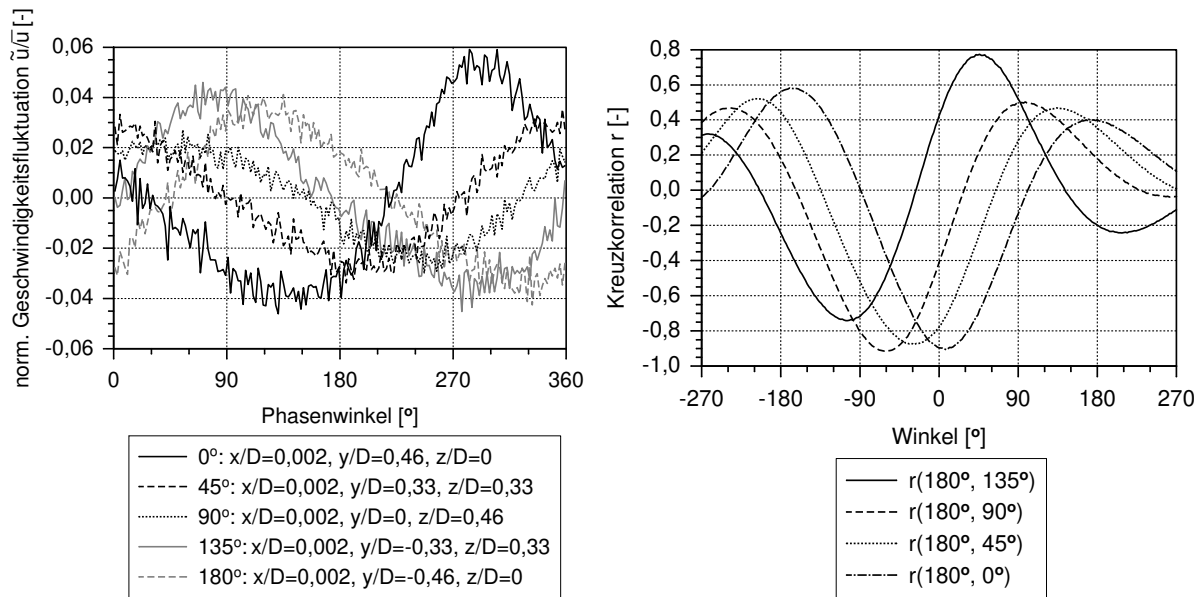 norm. Geschwindigkeitsfluktuation ũ/u̅ [-]
0,06
0,04
0,02
0,00
-0,02
-0,04
-0,06
0 90 180 270 360
Phasenwinkel [°]
0°: x/D=0,002, y/D=0,46, z/D=0
45°: x/D=0,002, y/D=0,33, z/D=0,33
90°: x/D=0,002, y/D=0, z/D=0,46
135°: x/D=0,002, y/D=-0,33, z/D=0,33
180°: x/D=0,002, y/D=-0,46, z/D=0
Kreuzkorrelation r [-]
0,8
0,6
0,4
0,2
0,0
-0,2
-0,4
-0,6
-0,8
-1,0
-270 -180 -90 0 90 180 270
Winkel [°]
r(180°, 135°)
r(180°, 90°)
r(180°, 45°)
r(180°, 0°)